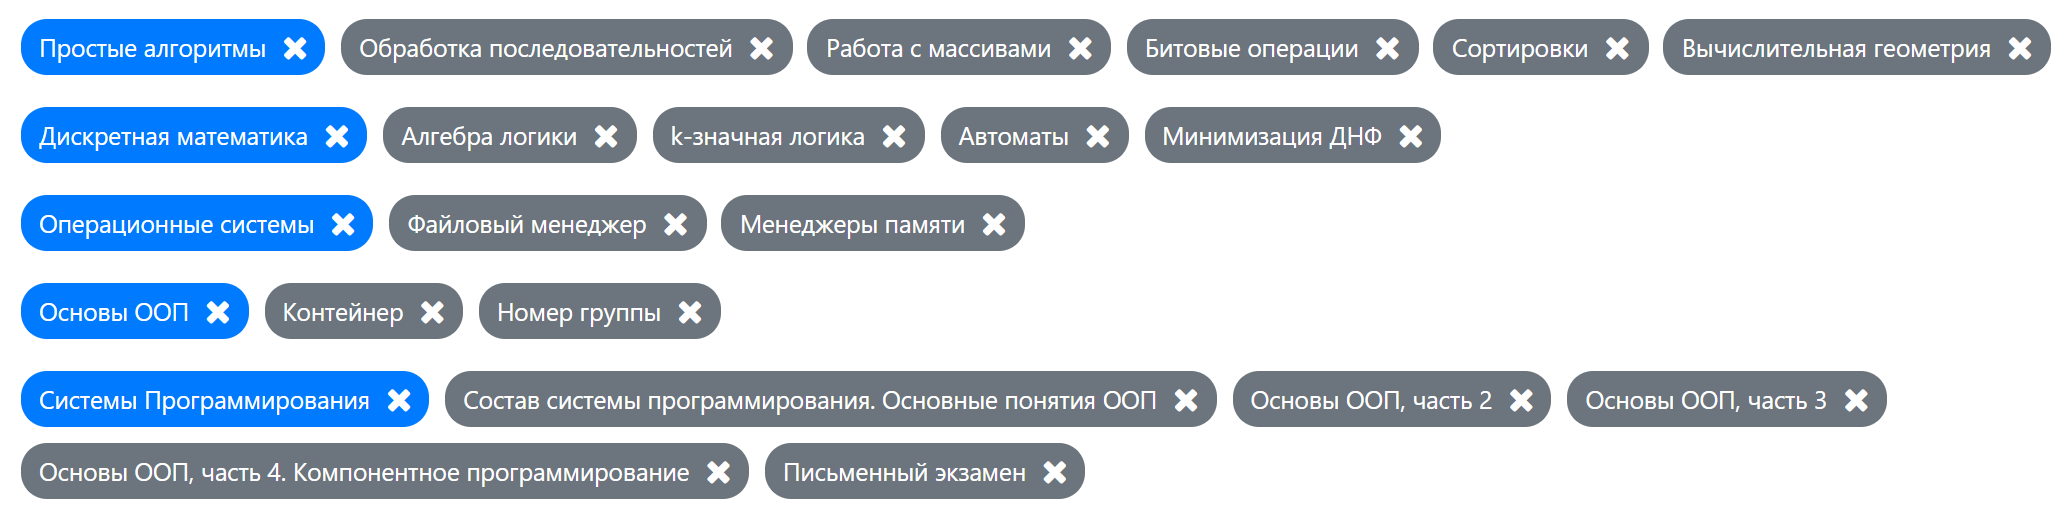 Простые алгоритмы Обработка последовательностей Работа с массивами Битовые операции Сортировки Вычислительная геометрия
Дискретная математика Алгебра логики k-значная логика Автоматы Минимизация ДНФ
Операционные системы Файловый менеджер Менеджеры памяти
Основы ООП Контейнер Номер группы
Системы Программирования Состав системы программирования. Основные понятия ООП Основы ООП, часть 2 Основы ООП, часть 3
Основы ООП, часть 4. Компонентное программирование Письменный экзамен